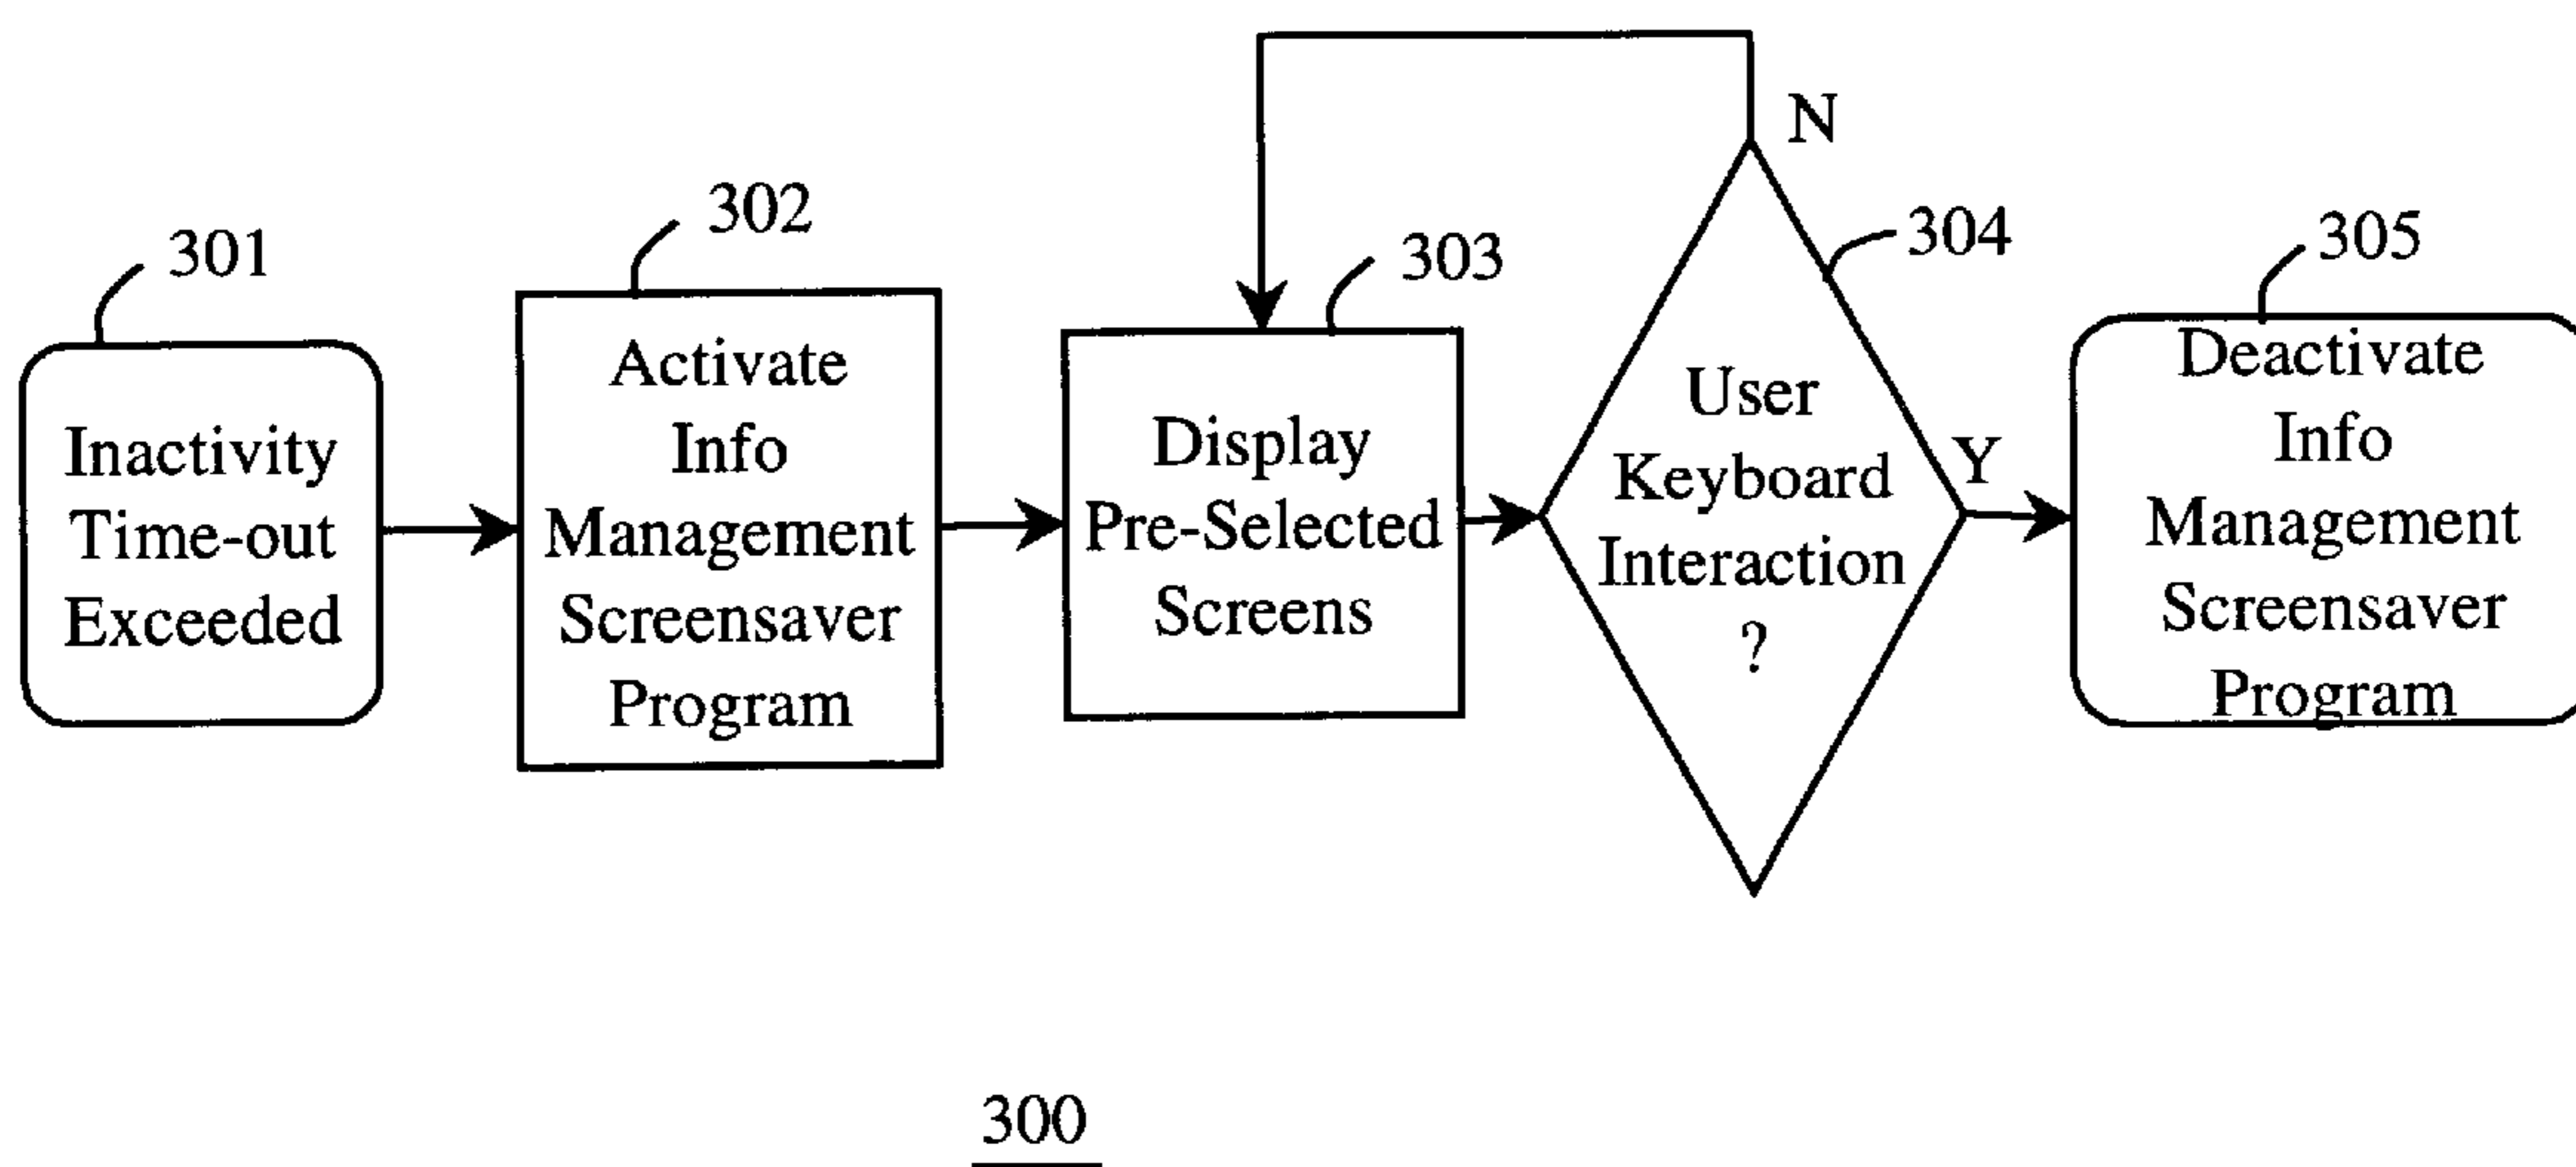 301
Inactivity
Time-out
Exceeded
302
Activate
Info
Management
Screensaver
Program
303
Display
Pre-Selected
Screens
N
304
User
Keyboard
Interaction
?
Y
305
Deactivate
Info
Management
Screensaver
Program
300